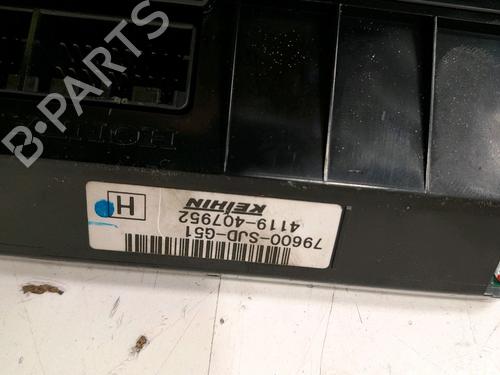 B-PARTS
79600-SJD-G51
4119-407952
KEIHIN
H